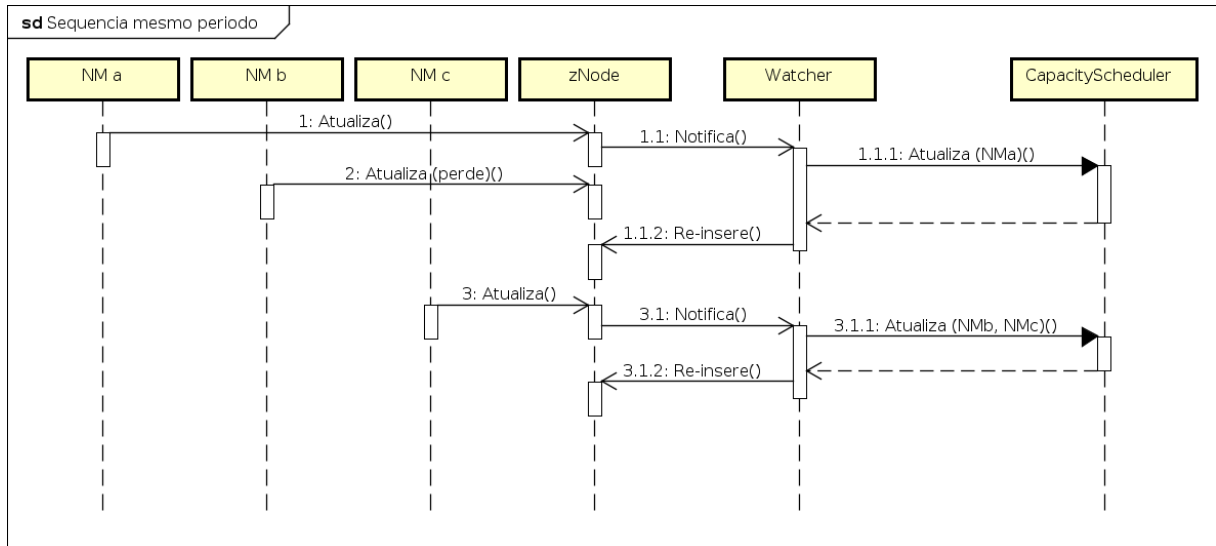 sd Sequencia mesmo periodo
NM a
NM b
NM c
zNode
Watcher
CapacityScheduler
1: Atualiza()
1.1: Notifica()
1.1.1: Atualiza (NMa)()
2: Atualiza (perde)()
1.1.2: Re-insere()
3: Atualiza()
3.1: Notifica()
3.1.1: Atualiza (NMb, NMc)()
3.1.2: Re-insere()